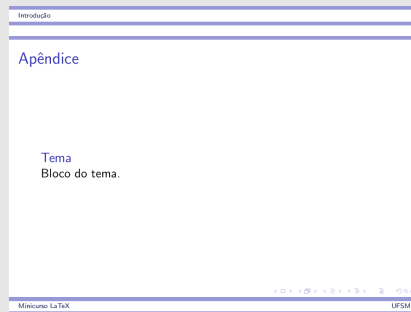 Introdução
Apêndice
Tema
Bloco do tema.
Minicurso LaTeX
UFSM